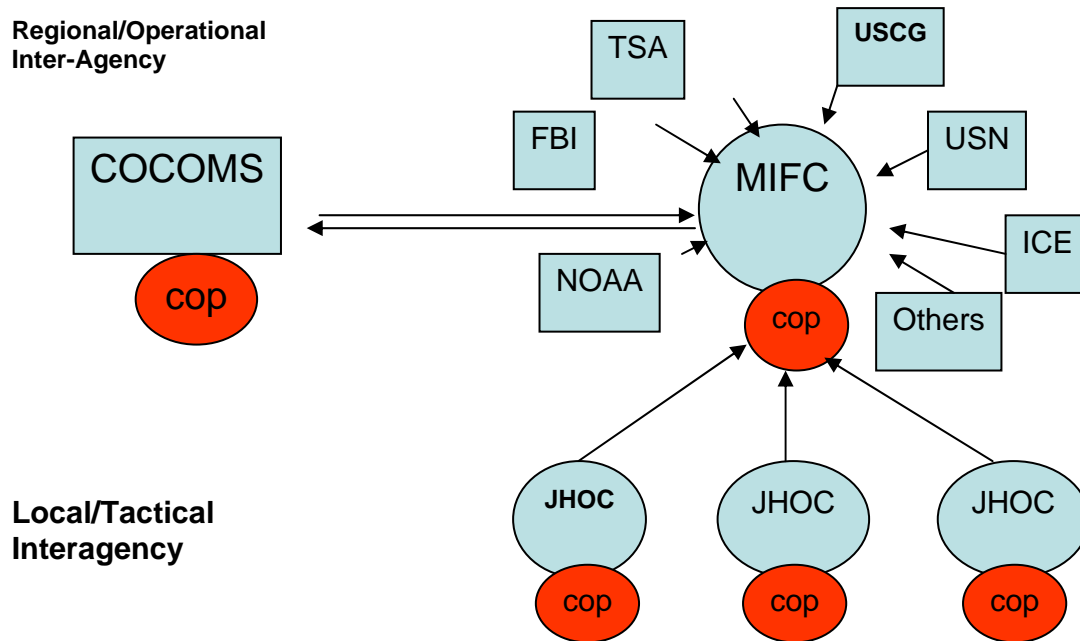 Regional/Operational
Inter-Agency
TSA
USCG
FBI
USN
COCOMS
MIFC
ICE
NOAA
cop
cop
Others
Local/Tactical
Interagency
JHOC
JHOC
JHOC
cop
cop
cop